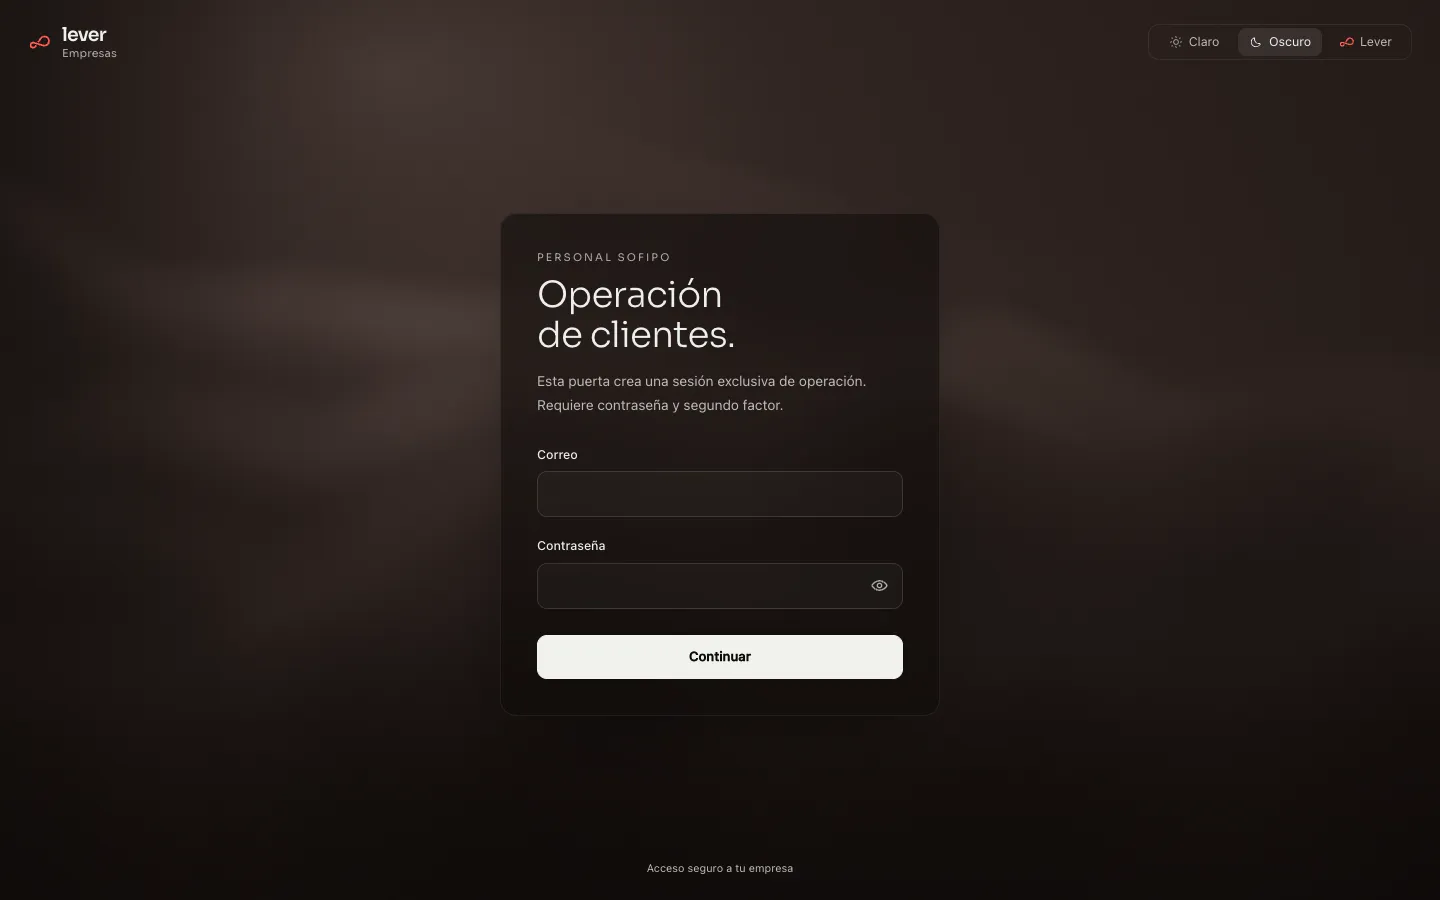 lever
Empresas
Claro
Oscuro
Lever
PERSONAL SOFIPO
Operación
de clientes.
Esta puerta crea una sesión exclusiva de operación.
Requiere contraseña y segundo factor.
Correo
Contraseña
Continuar
Acceso seguro a tu empresa